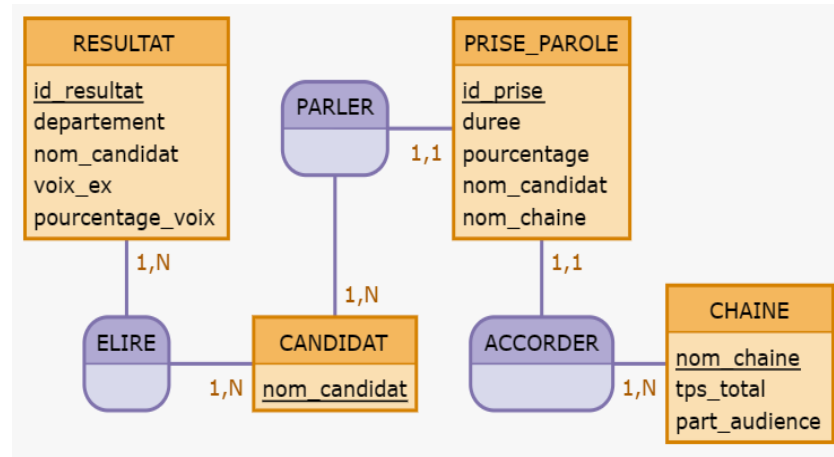 RESULTAT
id_resultat
departement
nom_candidat
voix_ex
pourcentage_voix
1,N
PARLER
1,1
1,N
PRISE_PAROLE
id_prise
duree
pourcentage
nom_candidat
nom_chaine
1,1
ELIRE
1,N
CANDIDAT
nom_candidat
ACCORDER
1,N
CHAINE
nom_chaine
tps_total
part_audience